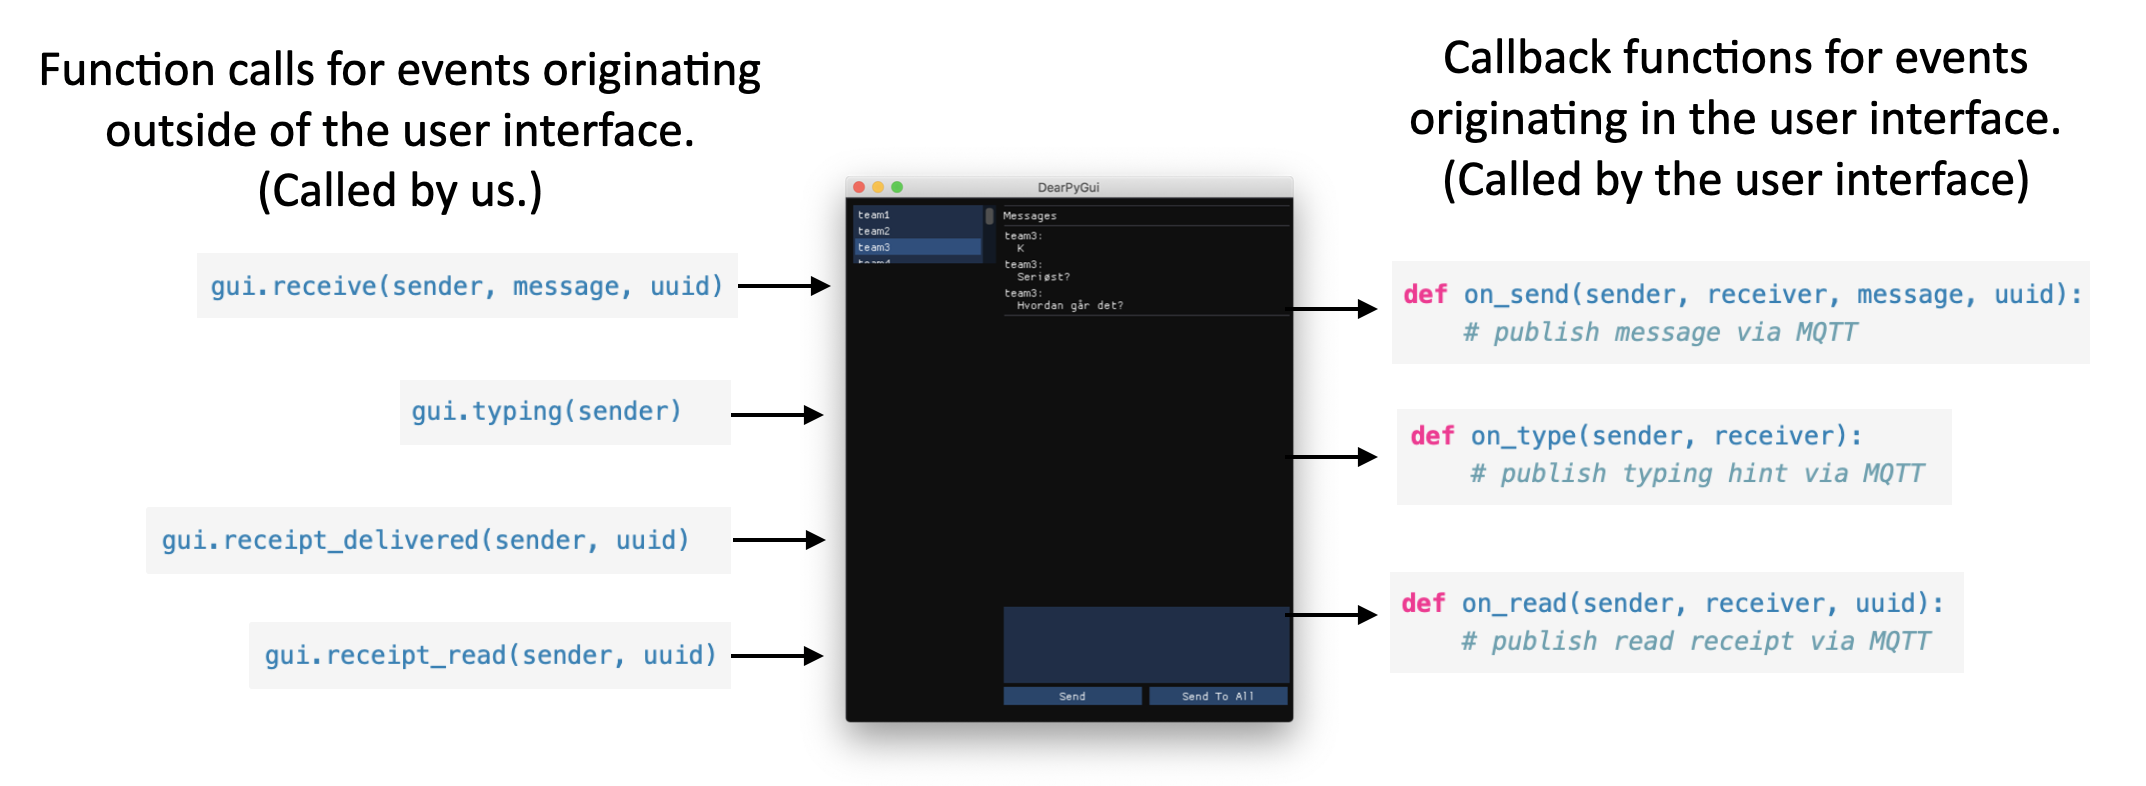 Function calls for events originating
outside of the user interface.
(Called by us.)
gui.receive(sender, message, uuid)
gui.typing(sender)
gui.receipt_delivered(sender, uuid)
gui.receipt_read(sender, uuid)
DearPyGui
team1
team2
team3
team4
Messages
team3:
K
team3:
Seriøst?
team3:
Hvordan går det?
Send
Send To All
Callback functions for events
originating in the user interface.
(Called by the user interface)
def on_send(sender, receiver, message, uuid):
# publish message via MQTT
def on_type(sender, receiver):
# publish typing hint via MQTT
def on_read(sender, receiver, uuid):
# publish read receipt via MQTT